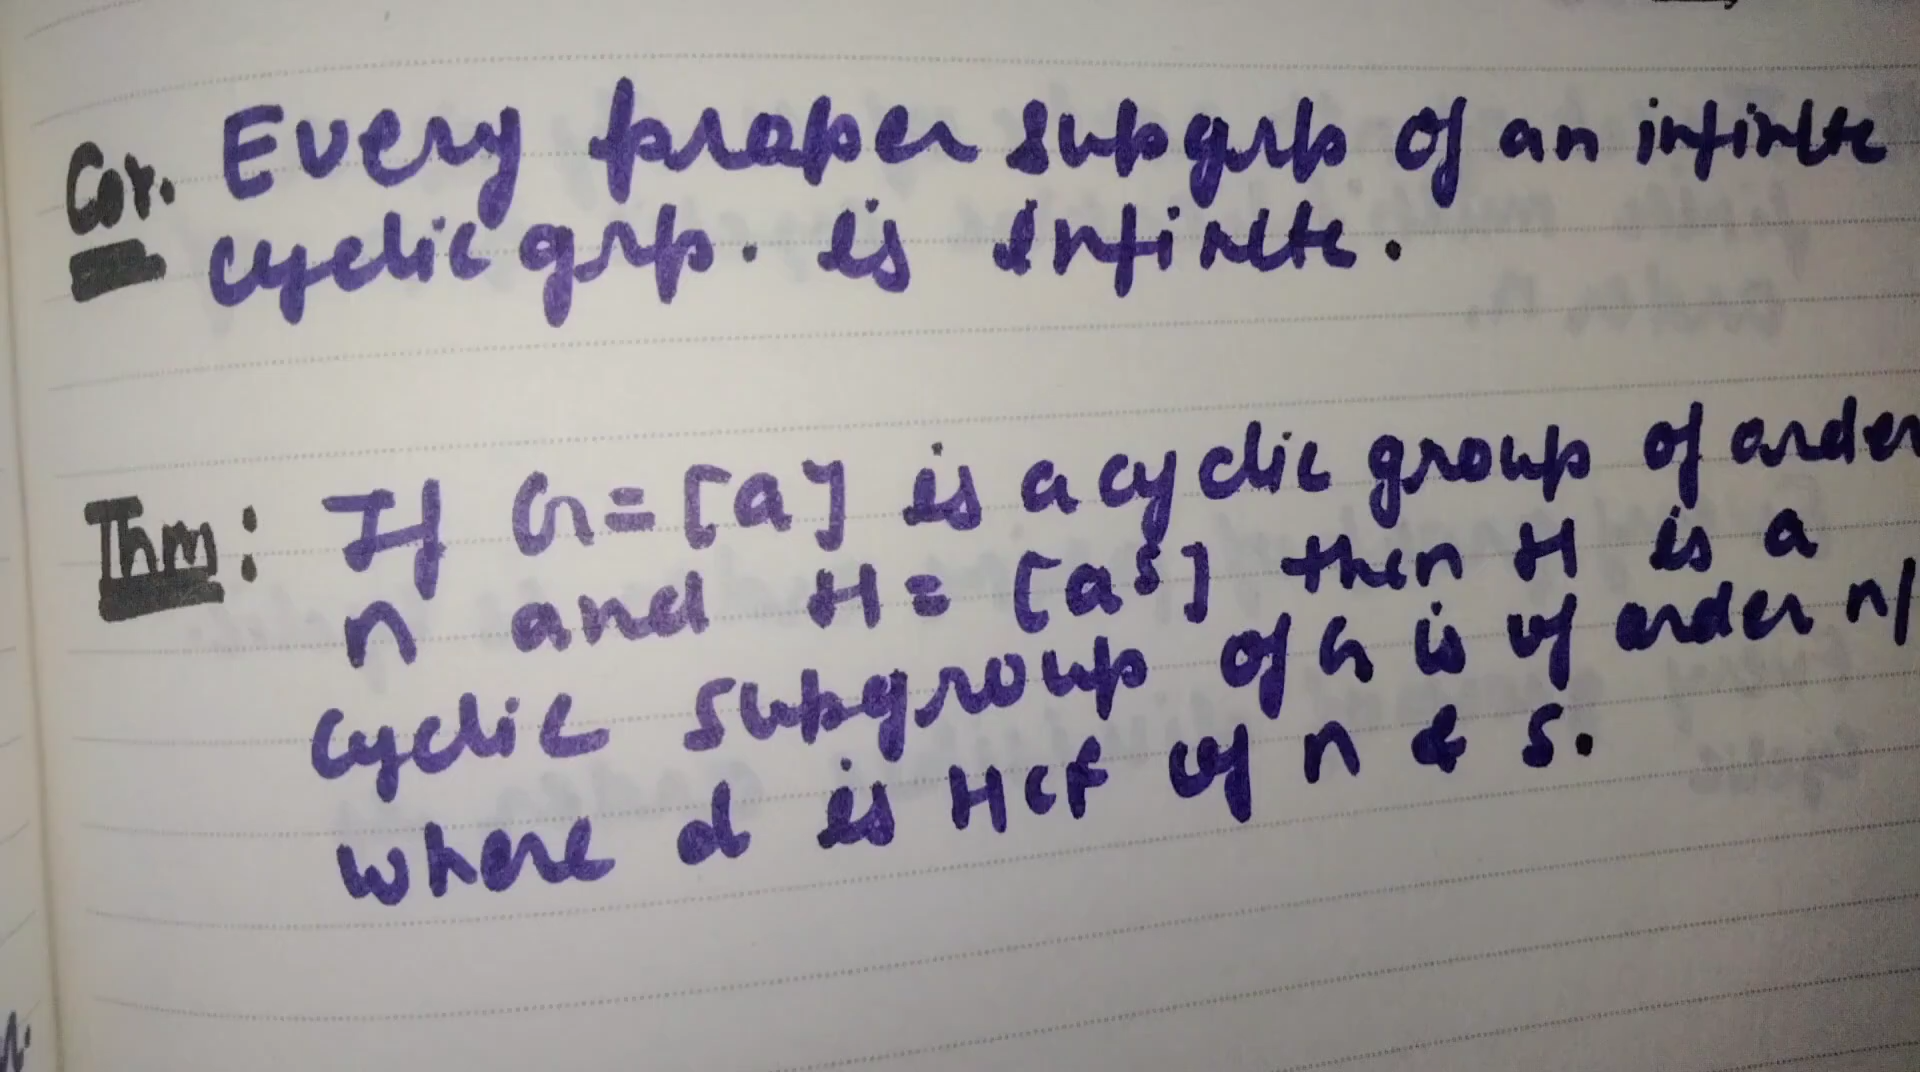 Cor. Every proper subgrp of an infinite
cyclic grp. is infinite.
Thm: If G=[a] is a cyclic group of order
n and H = [aˢ] then H is a
cyclic subgroup of G is of order n/
where d is HCF of n & s.